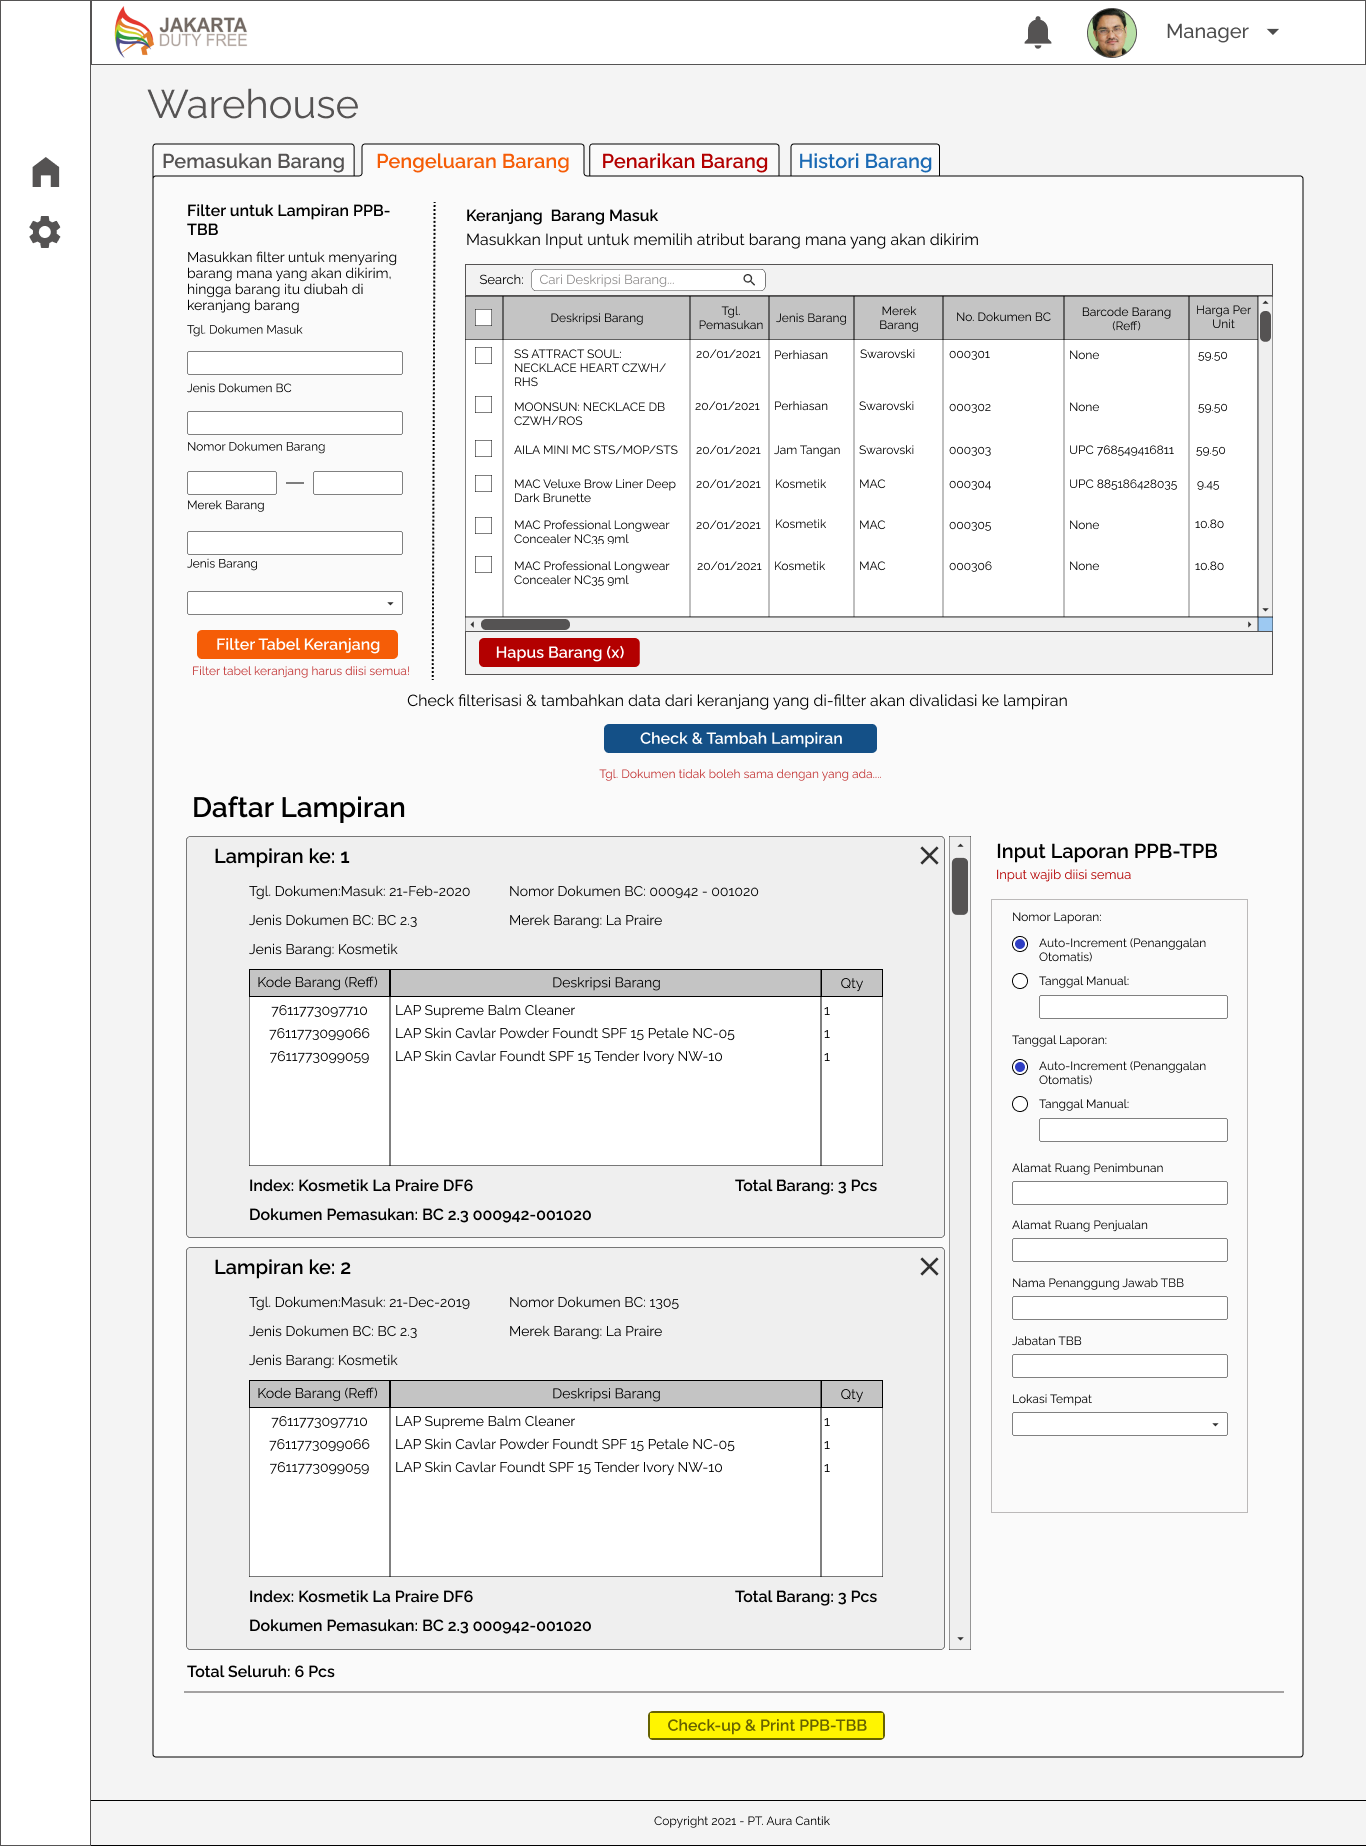 JAKARTA
DUTY FREE
Manager
Warehouse
Pemasukan Barang
Pengeluaran Barang
Penarikan Barang
Histori Barang
Filter untuk Lampiran PPB-
TBB
Masukkan filter untuk menyaring
barang mana yang akan dikirim,
hingga barang itu diubah di
keranjang barang
Tgl. Dokumen Masuk
Jenis Dokumen BC
Nomor Dokumen Barang
—
Merek Barang
Jenis Barang
Filter Tabel Keranjang
Filter tabel keranjang harus diisi semua!
Keranjang  Barang Masuk
Masukkan Input untuk memilih atribut barang mana yang akan dikirim
Search: Cari Deskripsi Barang...
Deskripsi Barang
Tgl.
Pemasukan
Jenis Barang
Merek
Barang
No. Dokumen BC
Barcode Barang
(Reff)
Harga Per
Unit
SS ATTRACT SOUL:
NECKLACE HEART CZWH/
RHS
20/01/2021 Perhiasan Swarovski 000301 None 59.50
MOONSUN: NECKLACE DB
CZWH/ROS
20/01/2021 Perhiasan Swarovski 000302 None 59.50
AILA MINI MC STS/MOP/STS 20/01/2021 Jam Tangan Swarovski 000303 UPC 768549416811 59.50
MAC Veluxe Brow Liner Deep
Dark Brunette
20/01/2021 Kosmetik MAC 000304 UPC 885186428035 9.45
MAC Professional Longwear
Concealer NC35 9ml
20/01/2021 Kosmetik MAC 000305 None 10.80
MAC Professional Longwear
Concealer NC35 9ml
20/01/2021 Kosmetik MAC 000306 None 10.80
Hapus Barang (x)
Check filterisasi & tambahkan data dari keranjang yang di-filter akan divalidasi ke lampiran
Check & Tambah Lampiran
Tgl. Dokumen tidak boleh sama dengan yang ada....
Daftar Lampiran
Lampiran ke: 1
Tgl. Dokumen:Masuk: 21-Feb-2020 Nomor Dokumen BC: 000942 - 001020
Jenis Dokumen BC: BC 2.3 Merek Barang: La Praire
Jenis Barang: Kosmetik
Kode Barang (Reff) Deskripsi Barang Qty
7611773097710 LAP Supreme Balm Cleaner 1
7611773099066 LAP Skin Cavlar Powder Foundt SPF 15 Petale NC-05 1
7611773099059 LAP Skin Cavlar Foundt SPF 15 Tender Ivory NW-10 1
Index: Kosmetik La Praire DF6 Total Barang: 3 Pcs
Dokumen Pemasukan: BC 2.3 000942-001020
Lampiran ke: 2
Tgl. Dokumen:Masuk: 21-Dec-2019 Nomor Dokumen BC: 1305
Jenis Dokumen BC: BC 2.3 Merek Barang: La Praire
Jenis Barang: Kosmetik
Kode Barang (Reff) Deskripsi Barang Qty
7611773097710 LAP Supreme Balm Cleaner 1
7611773099066 LAP Skin Cavlar Powder Foundt SPF 15 Petale NC-05 1
7611773099059 LAP Skin Cavlar Foundt SPF 15 Tender Ivory NW-10 1
Index: Kosmetik La Praire DF6 Total Barang: 3 Pcs
Dokumen Pemasukan: BC 2.3 000942-001020
Total Seluruh: 6 Pcs
Input Laporan PPB-TPB
Input wajib diisi semua
Nomor Laporan:
Auto-Increment (Penanggalan
Otomatis)
Tanggal Manual:
Tanggal Laporan:
Auto-Increment (Penanggalan
Otomatis)
Tanggal Manual:
Alamat Ruang Penimbunan
Alamat Ruang Penjualan
Nama Penanggung Jawab TBB
Jabatan TBB
Lokasi Tempat
Check-up & Print PPB-TBB
Copyright 2021 - PT. Aura Cantik